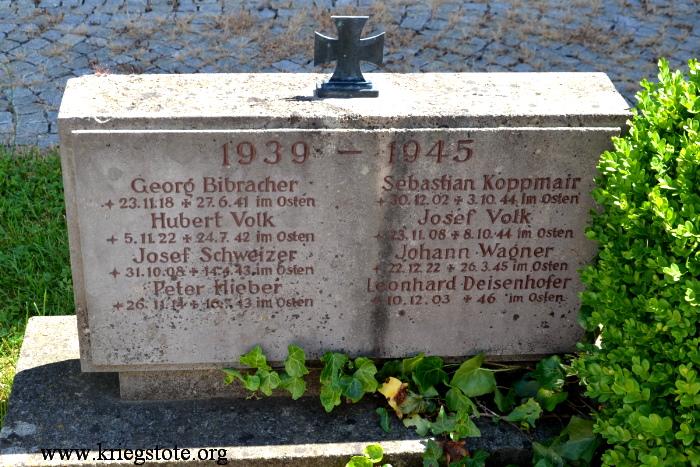 1939 – 1945
Georg Bibracher
* 23.11.18 + 27.6.41 im Osten
Hubert Volk
* 5.11.22 + 24.7.42 im Osten
Josef Schweizer
* 31.10.08 + 14.4.43 im Osten
Peter Hieber
* 26.11.14 + 16.7.43 im Osten
Sebastian Koppmair
* 30.12.02 + 3.10.44 im Osten
Josef Volk
* 23.11.08 + 8.10.44 im Osten
Johann Wagner
* 22.12.22 + 26.3.45 im Osten
Leonhard Deisenhofer
* 10.12.03 + 46 im Osten
www.kriegstote.org